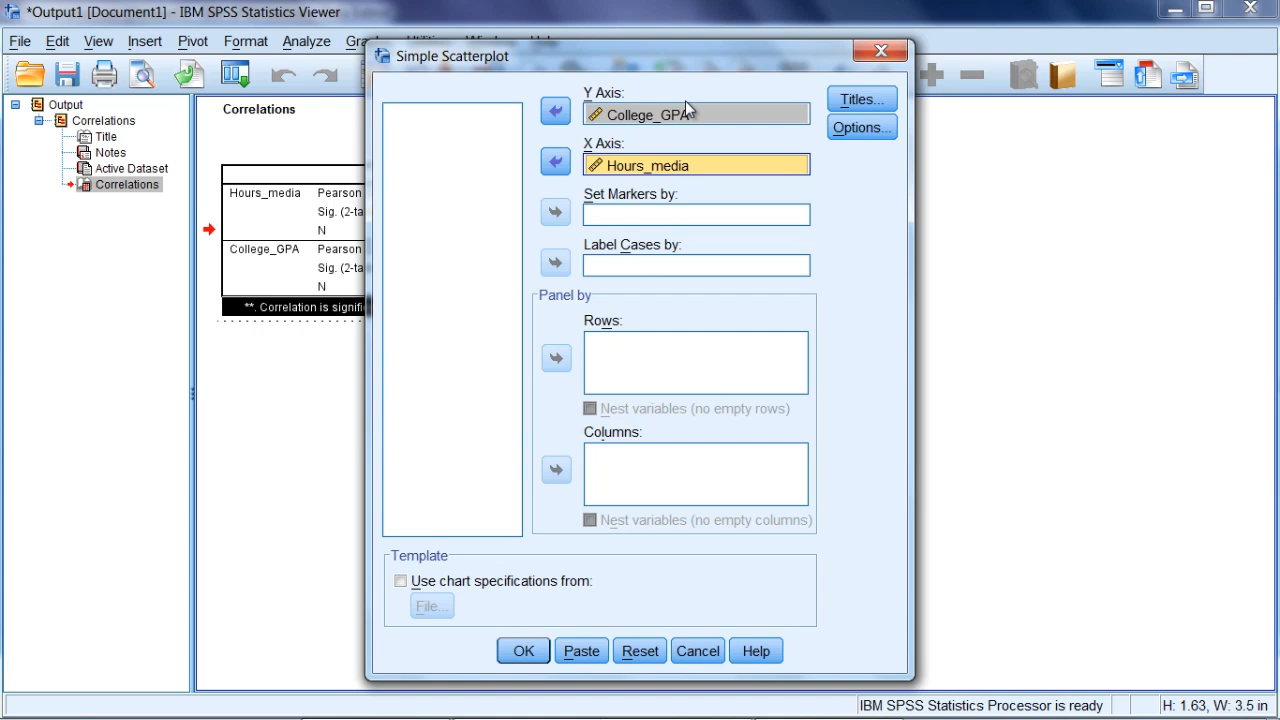 *Output1 [Document1] - IBM SPSS Statistics Viewer
File Edit View Insert Pivot Format Analyze
Simple Scatterplot
Output
Correlations
Title
Notes
Active Dataset
Correlations
Correlations
Hours_media Pearson
Sig. (2-ta
N
College_GPA Pearson
Sig. (2-ta
N
**. Correlation is signifi
Y Axis:
College_GPA
X Axis:
Hours_media
Set Markers by:
Label Cases by:
Panel by
Rows:
Nest variables (no empty rows)
Columns:
Nest variables (no empty columns)
Template
Use chart specifications from:
File...
Titles...
Options...
OK Paste Reset Cancel Help
IBM SPSS Statistics Processor is ready H: 1.63, W: 3.5 in